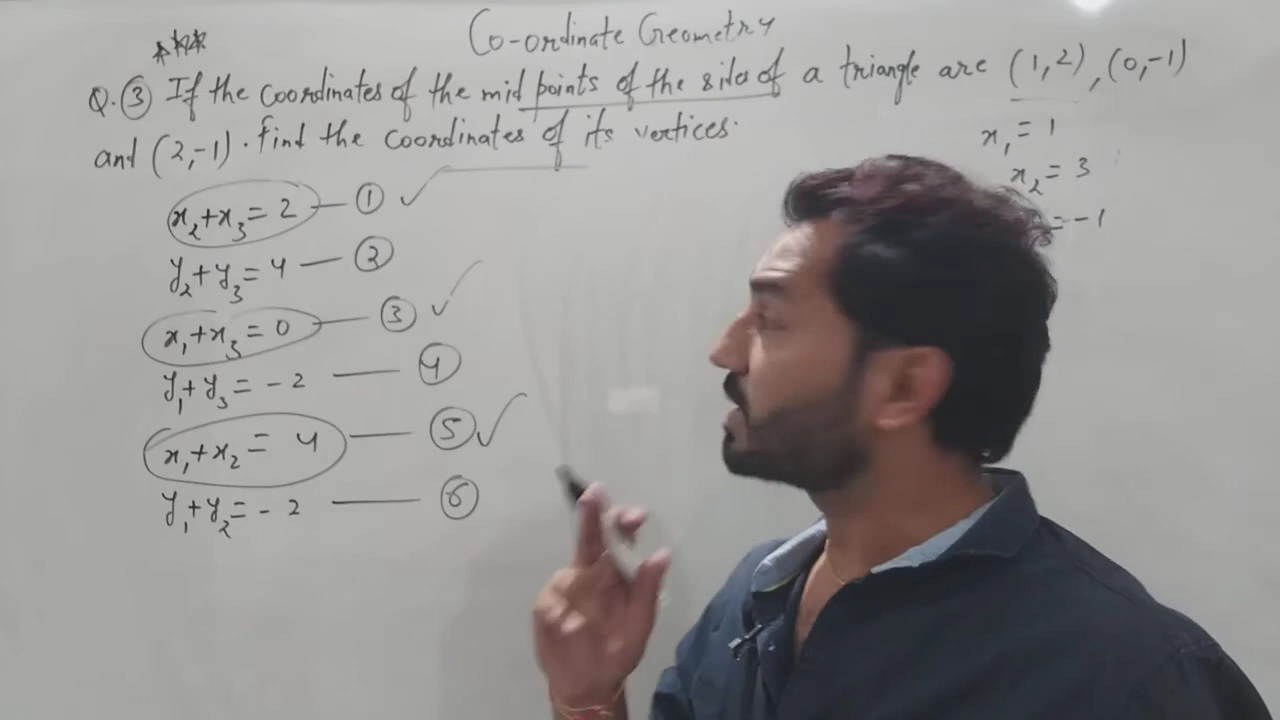 Co-ordinate Geometry
Q.③ If the coordinates of the mid points of the sides of a triangle are (1,2), (0,-1)
and (2,-1). find the coordinates of its vertices.
x₂+x₃=2 — ①
y₂+y₃=4 — ②
x₁+x₃=0 — ③
y₁+y₃=-2 — ④
x₁+x₂=4 — ⑤
y₁+y₂=-2 — ⑥
x₁=1
x₂=3
=-1